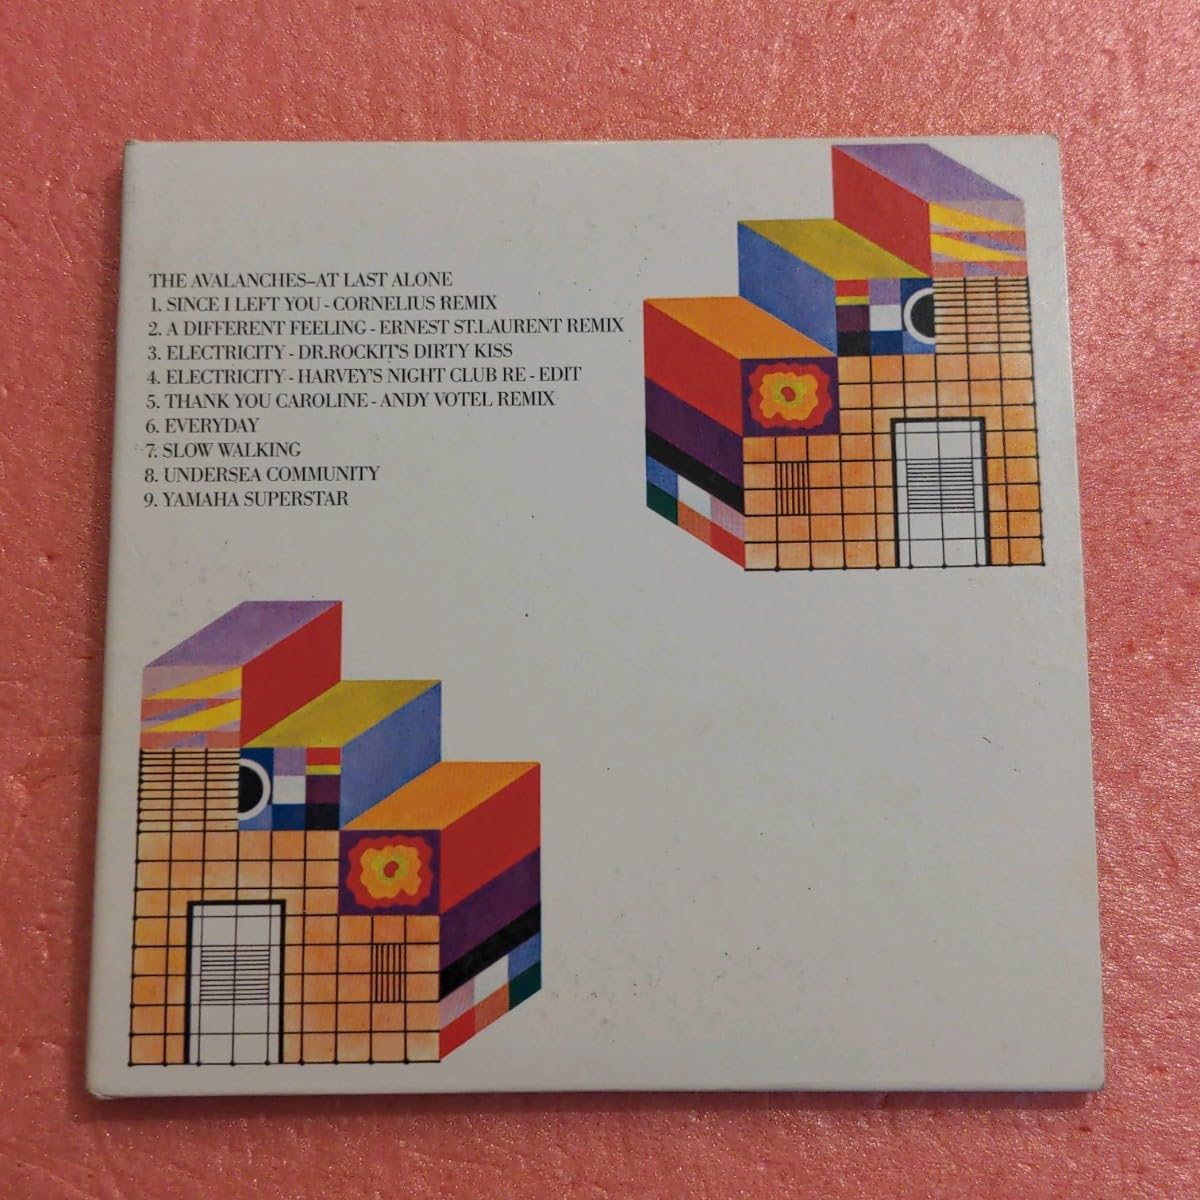 THE AVALANCHES–AT LAST ALONE
1. SINCE I LEFT YOU - CORNELIUS REMIX
2. A DIFFERENT FEELING - ERNEST ST.LAURENT REMIX
3. ELECTRICITY - DR.ROCKIT'S DIRTY KISS
4. ELECTRICITY - HARVEY'S NIGHT CLUB RE - EDIT
5. THANK YOU CAROLINE - ANDY VOTEL REMIX
6. EVERYDAY
7. SLOW WALKING
8. UNDERSEA COMMUNITY
9. YAMAHA SUPERSTAR